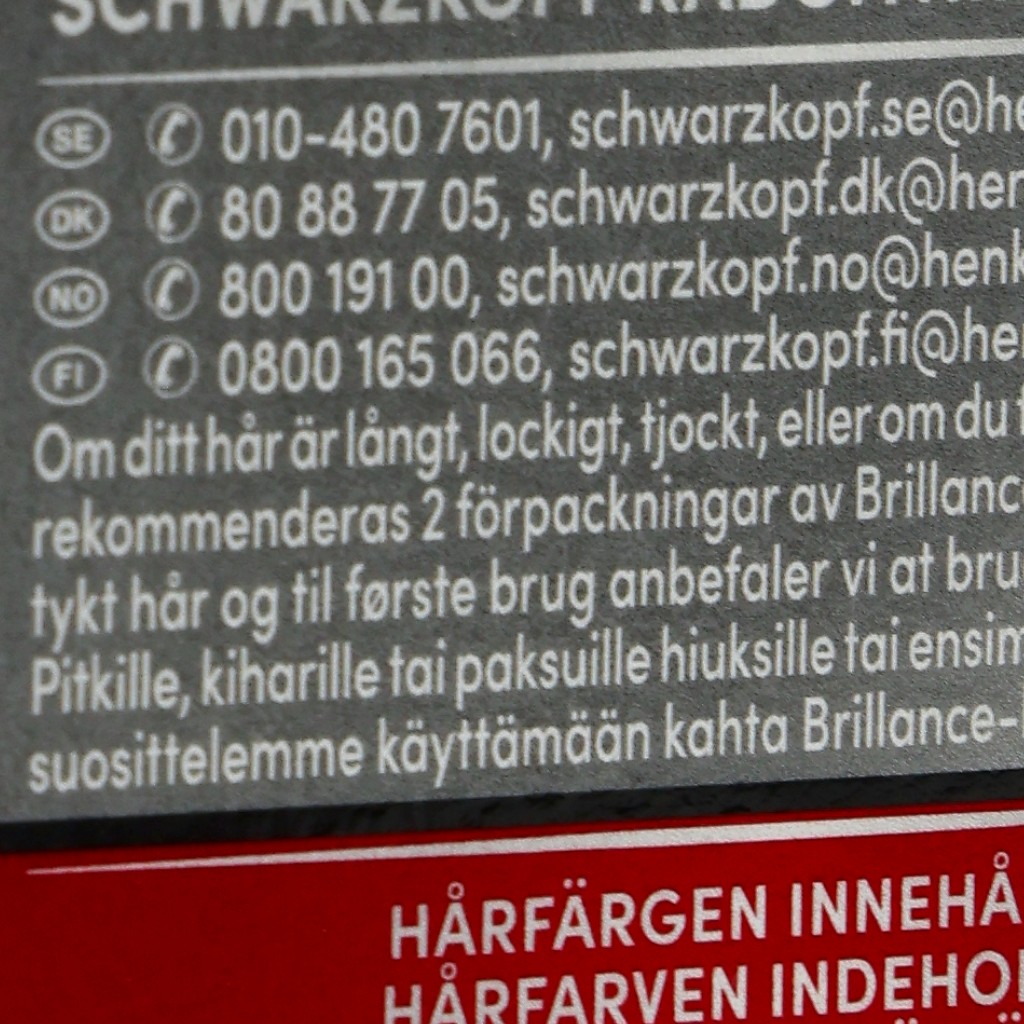 SCHWARZKOPF
SE 010-480 7601, schwarzkopf.se@he
DK 80 88 77 05, schwarzkopf.dk@hen
NO 800 191 00, schwarzkopf.no@henk
FI 0800 165 066, schwarzkopf.fi@he
Om ditt hår är långt, lockigt, tjockt, eller om du
rekommenderas 2 förpackningar av Brillance
tykt hår og til første brug anbefaler vi at bru
Pitkille, kiharille tai paksuille hiuksille tai ensim
suosittelemme käyttämään kahta Brillance-
HÅRFÄRGEN INNEHÅ
HÅRFARVEN INDEHO